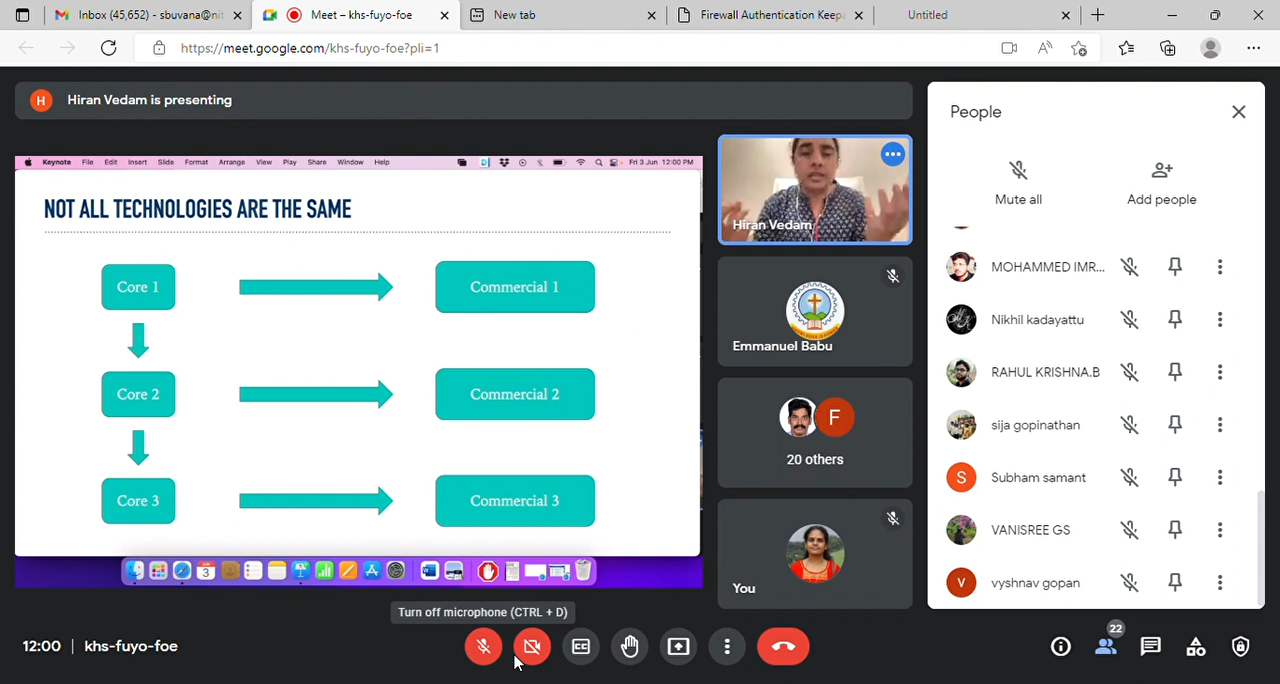 Inbox (45,652) - sbuvana@nit
Meet – khs-fuyo-foe
New tab
Firewall Authentication Keepa
Untitled
https://meet.google.com/khs-fuyo-foe?pli=1
H
Hiran Vedam is presenting
Keynote File Edit Insert Slide Format Arrange View Play Share Window Help
Fri 3 Jun 12:00 PM
NOT ALL TECHNOLOGIES ARE THE SAME
Core 1
Commercial 1
Core 2
Commercial 2
Core 3
Commercial 3
Hiran Vedam
Emmanuel Babu
F
20 others
You
People
Mute all
Add people
MOHAMMED IMR...
Nikhil kadayattu
RAHUL KRISHNA.B
sija gopinathan
S
Subham samant
VANISREE GS
V
vyshnav gopan
Turn off microphone (CTRL + D)
12:00 | khs-fuyo-foe
CC
22